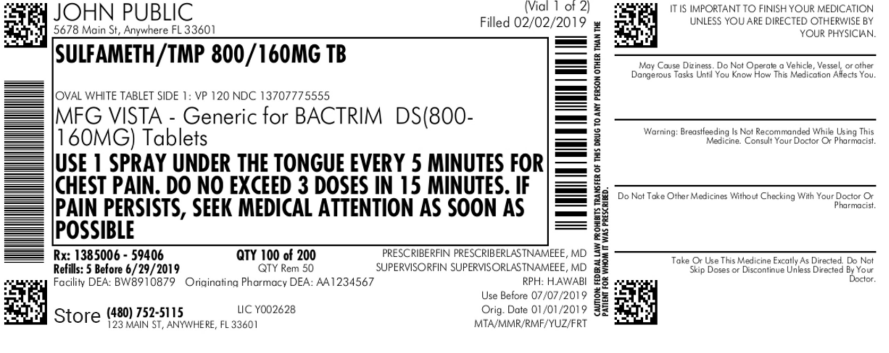 JOHN PUBLIC
5678 Main St, Anywhere FL 33601
(Vial 1 of 2)
Filled 02/02/2019
SULFAMETH/TMP 800/160MG TB
OVAL WHITE TABLET SIDE 1: VP 120 NDC 13707775555
MFG VISTA - Generic for BACTRIM DS(800-
160MG) Tablets
USE 1 SPRAY UNDER THE TONGUE EVERY 5 MINUTES FOR
CHEST PAIN. DO NO EXCEED 3 DOSES IN 15 MINUTES. IF
PAIN PERSISTS, SEEK MEDICAL ATTENTION AS SOON AS
POSSIBLE
Rx: 1385006 - 59406
QTY 100 of 200
Refills: 5 Before 6/29/2019
QTY Rem 50
Facility DEA: BW8910879 Originating Pharmacy DEA: AA1234567
PRESCRIBERFIN PRESCRIBERLASTNAMEEE, MD
SUPERVISORFIN SUPERVISORLASTNAMEEE, MD
RPH: H.AWABI
Use Before 07/07/2019
Orig. Date 01/01/2019
MTA/MMR/RMF/YUZ/FRT
Store (480) 752-5115
LIC Y002628
123 MAIN ST, ANYWHERE, FL 33601
CAUTION: FEDERAL LAW PROHIBITS TRANSFER OF THIS DRUG TO ANY PERSON OTHER THAN THE
PATIENT FOR WHOM IT WAS PRESCRIBED.
IT IS IMPORTANT TO FINISH YOUR MEDICATION
UNLESS YOU ARE DIRECTED OTHERWISE BY
YOUR PHYSICIAN.
May Cause Diziness. Do Not Operate a Vehicle, Vessel, or other
Dangerous Tasks Until You Know How This Medication Affects You.
Warning: Breastfeeding Is Not Recommanded While Using This
Medicine. Consult Your Doctor Or Pharmacist.
Do Not Take Other Medicines Without Checking With Your Doctor Or
Pharmacist.
Take Or Use This Medicine Excatly As Directed. Do Not
Skip Doses or Discontinue Unless Directed By Your
Doctor.